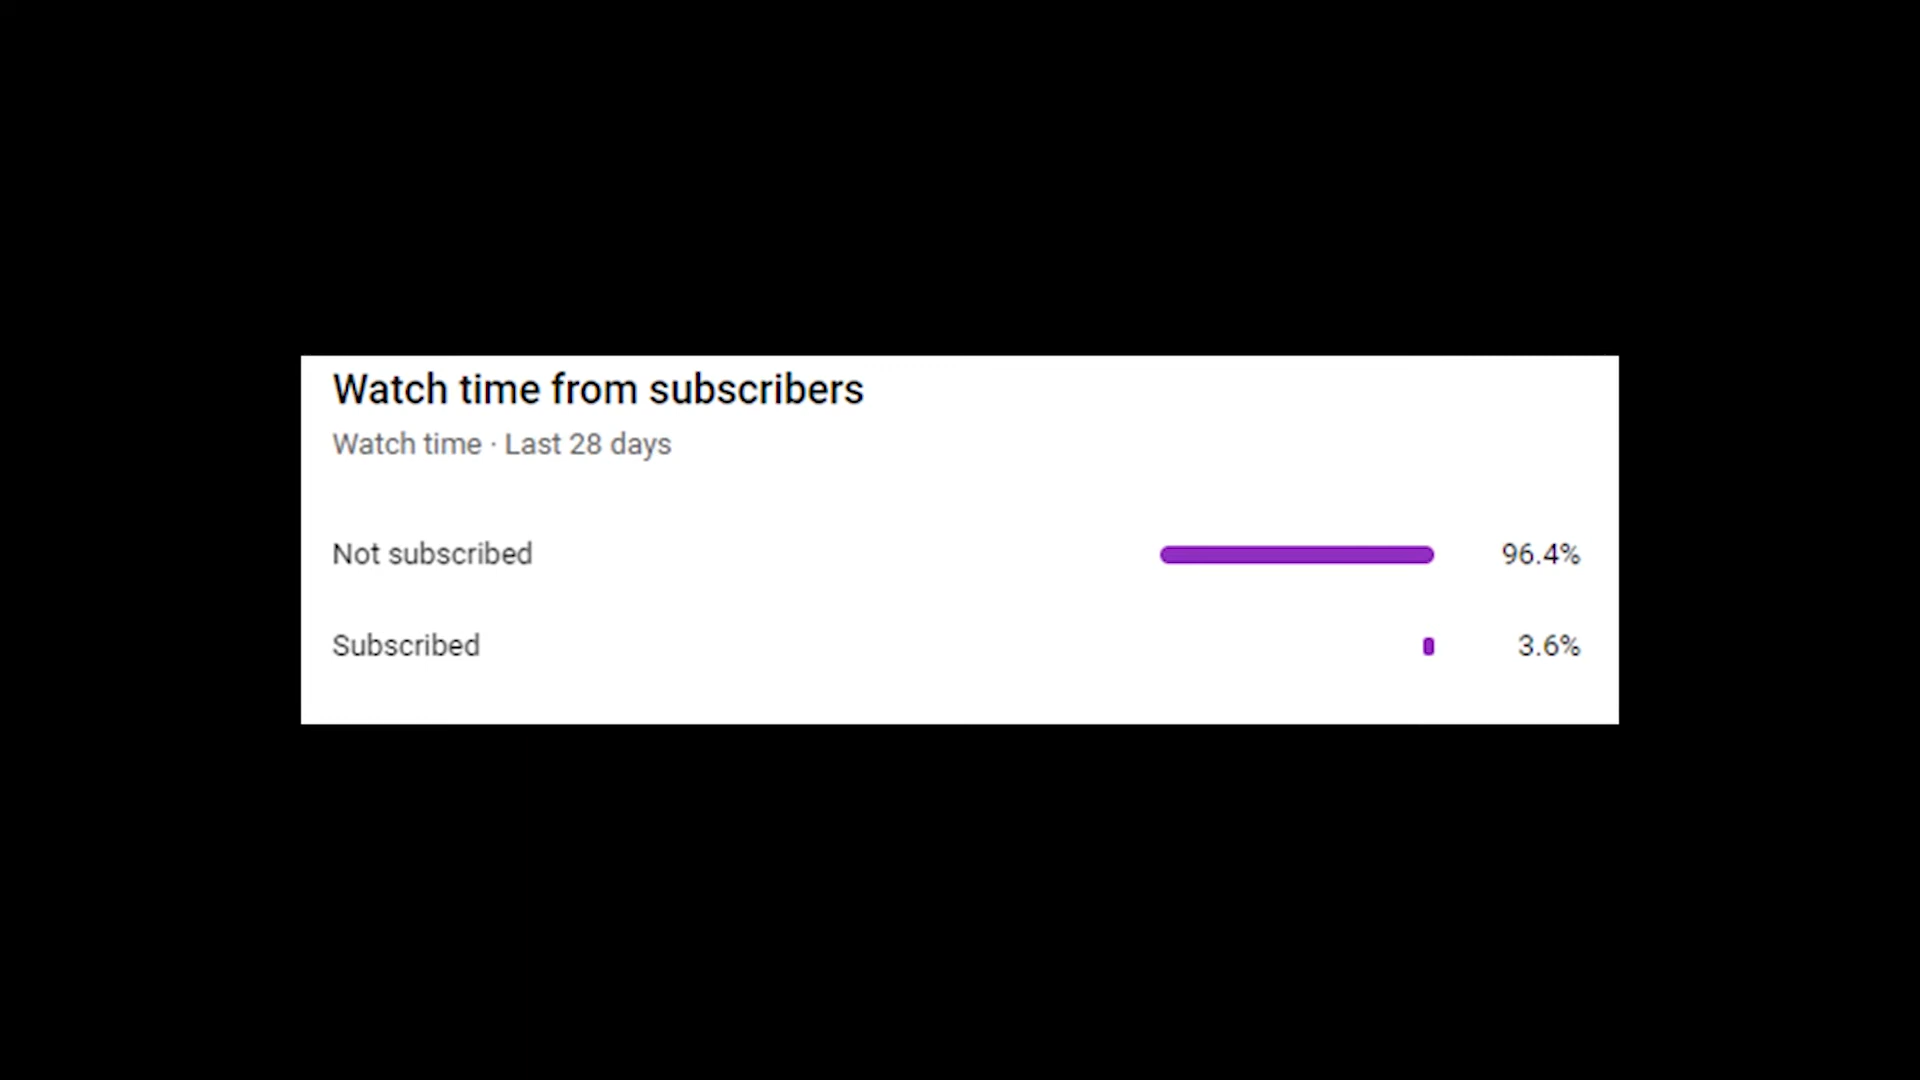 Watch time from subscribers
Watch time · Last 28 days
Not subscribed 96.4%
Subscribed 3.6%